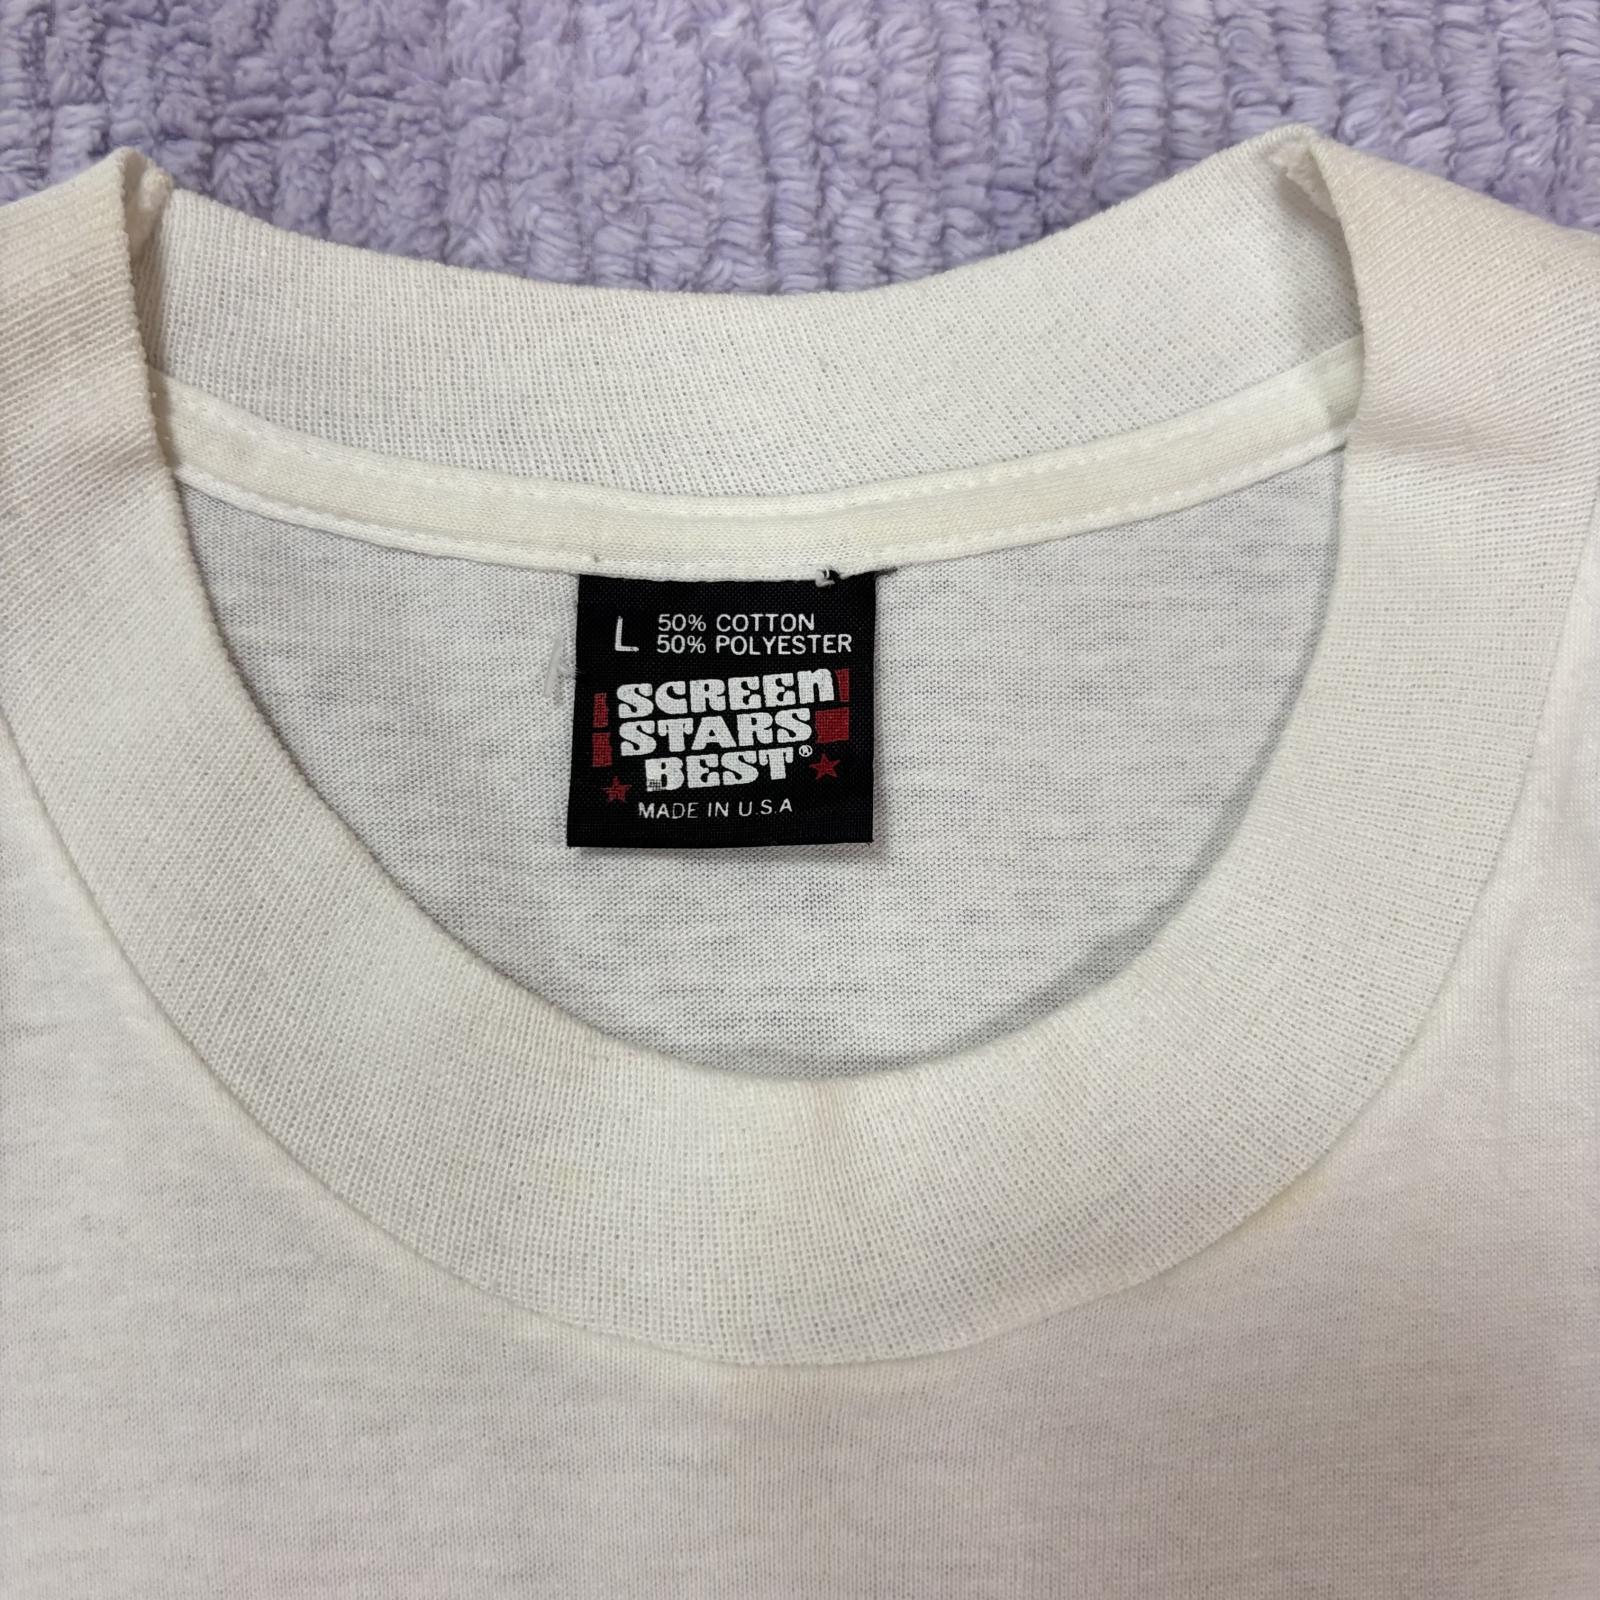 L 50% COTTON
50% POLYESTER
SCREEN
STARS
BEST®
MADE IN U.S.A